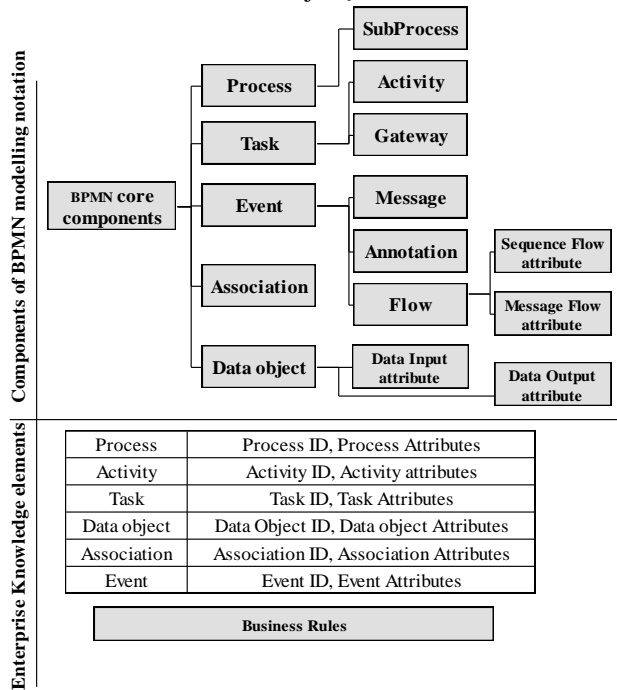 SubProcess
Process
Activity
Task
Gateway
BPMN core
components
Event
Message
Annotation
Sequence Flow
attribute
Association
Flow
Message Flow
attribute
Data object
Data Input
attribute
Data Output
attribute
Components of BPMN modelling notation
Process Process ID, Process Attributes
Activity Activity ID, Activity attributes
Task Task ID, Task Attributes
Data object Data Object ID, Data object Attributes
Association Association ID, Association Attributes
Event Event ID, Event Attributes
Business Rules
Enterprise Knowledge elements